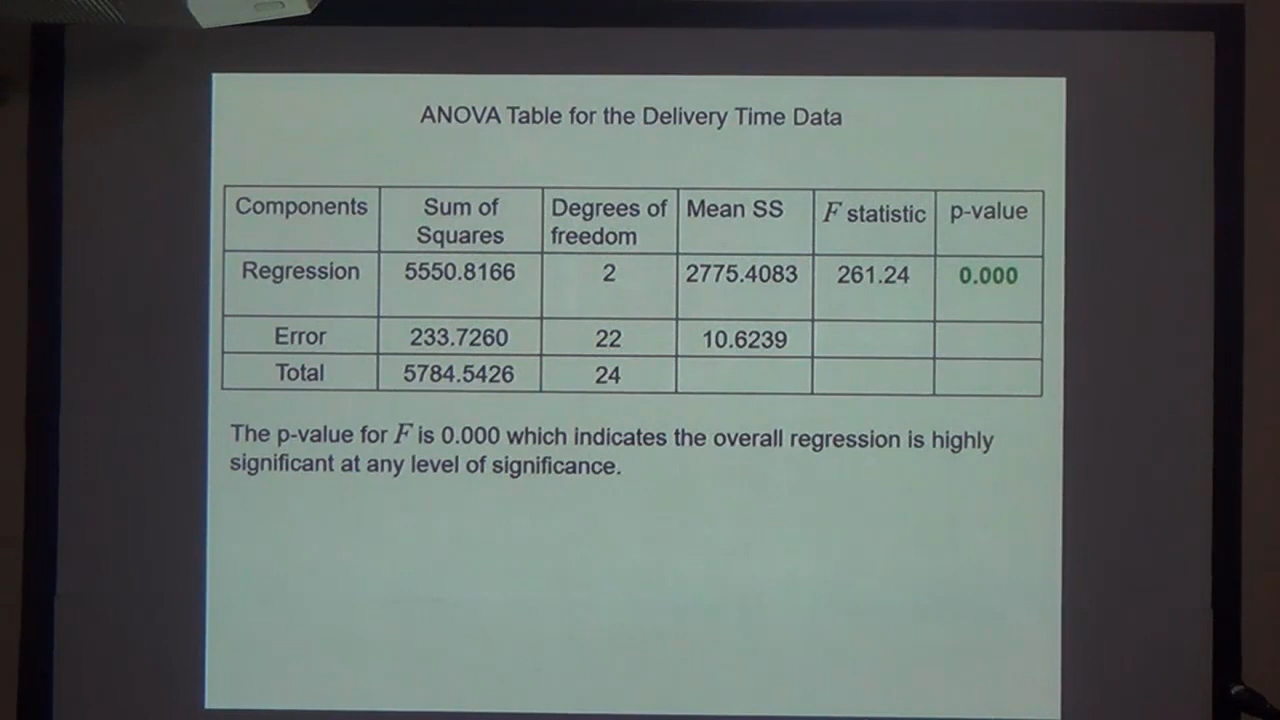 ANOVA Table for the Delivery Time Data
Components Sum of Squares Degrees of freedom Mean SS F statistic p-value
Regression 5550.8166 2 2775.4083 261.24 0.000
Error 233.7260 22 10.6239
Total 5784.5426 24
The p-value for F is 0.000 which indicates the overall regression is highly
significant at any level of significance.